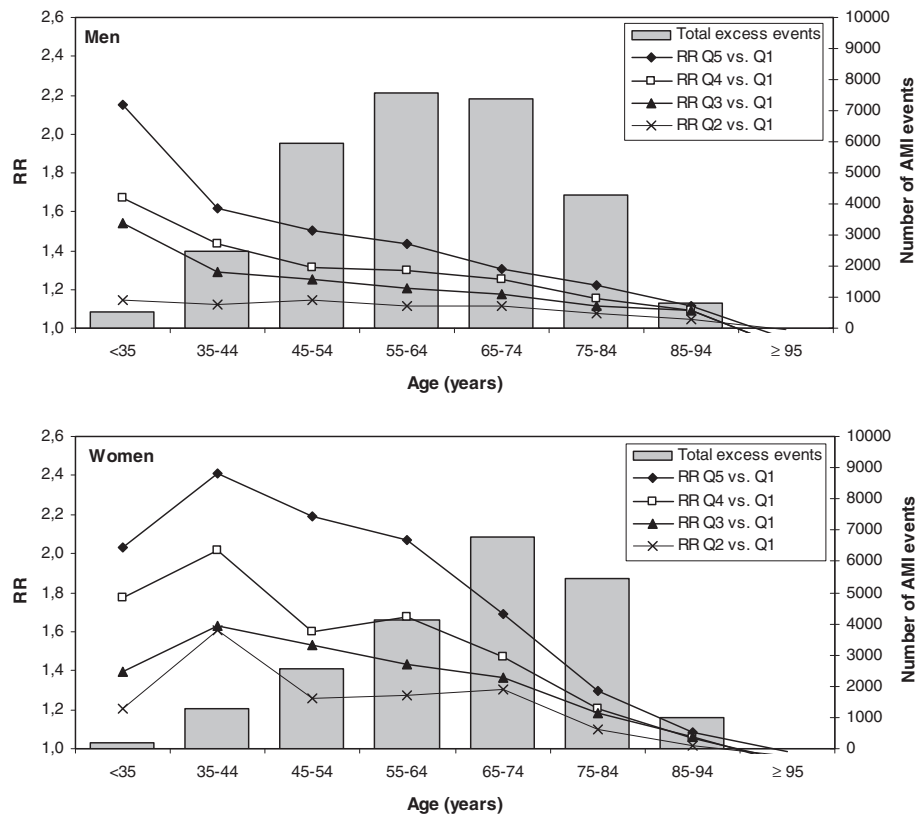 Men
Total excess events
RR Q5 vs. Q1
RR Q4 vs. Q1
RR Q3 vs. Q1
RR Q2 vs. Q1
2,6
2,4
2,2
2,0
1,8
1,6
1,4
1,2
1,0
RR
10000
9000
8000
7000
6000
5000
4000
3000
2000
1000
0
Number of AMI events
<35 35-44 45-54 55-64 65-74 75-84 85-94 ≥ 95
Age (years)
Women
Total excess events
RR Q5 vs. Q1
RR Q4 vs. Q1
RR Q3 vs. Q1
RR Q2 vs. Q1
2,6
2,4
2,2
2,0
1,8
1,6
1,4
1,2
1,0
RR
10000
9000
8000
7000
6000
5000
4000
3000
2000
1000
0
Number of AMI events
<35 35-44 45-54 55-64 65-74 75-84 85-94 ≥ 95
Age (years)